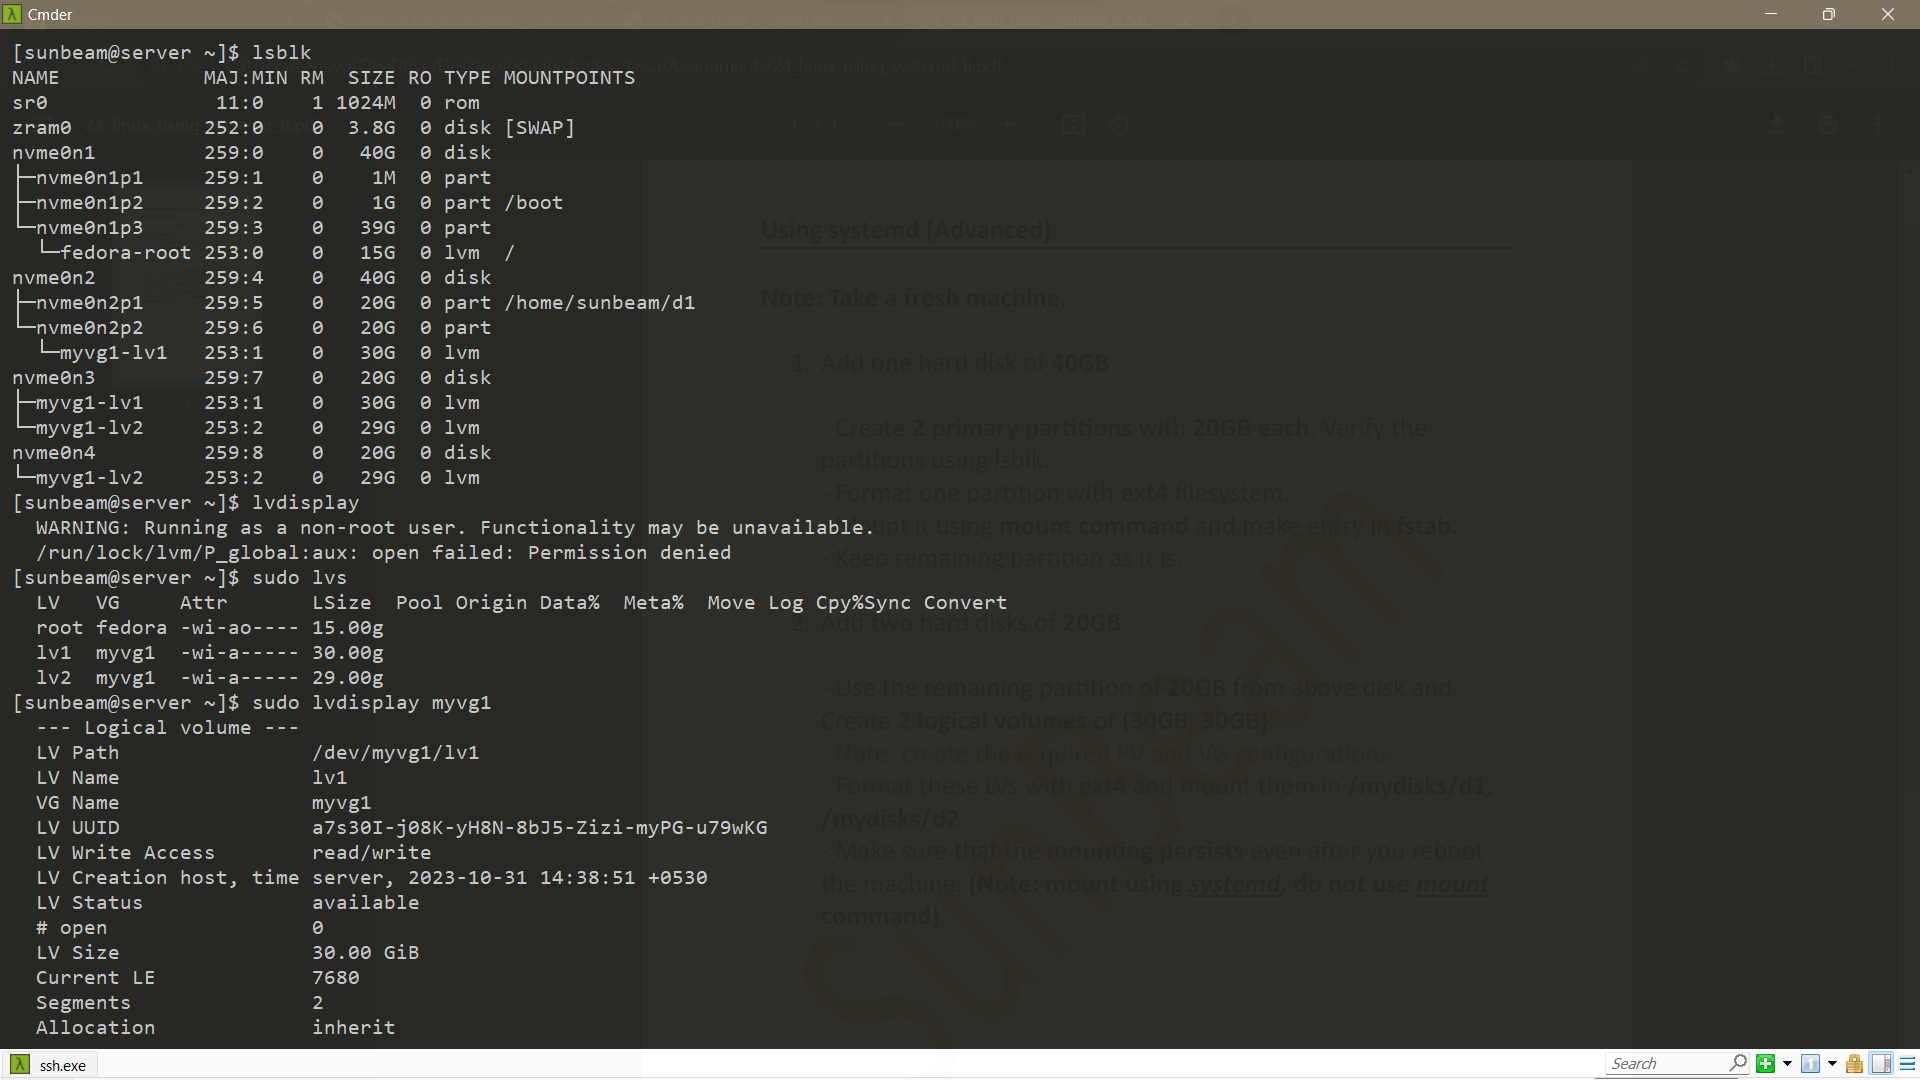 Cmder
[sunbeam@server ~]$ lsblk
NAME            MAJ:MIN RM   SIZE RO TYPE MOUNTPOINTS
sr0              11:0    1 1024M  0 rom
zram0           252:0    0  3.8G  0 disk [SWAP]
nvme0n1         259:0    0   40G  0 disk
├─nvme0n1p1     259:1    0    1M  0 part
├─nvme0n1p2     259:2    0    1G  0 part /boot
└─nvme0n1p3     259:3    0   39G  0 part
  └─fedora-root 253:0    0   15G  0 lvm  /
nvme0n2         259:4    0   40G  0 disk
├─nvme0n2p1     259:5    0   20G  0 part /home/sunbeam/d1
└─nvme0n2p2     259:6    0   20G  0 part
  └─myvg1-lv1   253:1    0   30G  0 lvm
nvme0n3         259:7    0   20G  0 disk
├─myvg1-lv1     253:1    0   30G  0 lvm
└─myvg1-lv2     253:2    0   29G  0 lvm
nvme0n4         259:8    0   20G  0 disk
└─myvg1-lv2     253:2    0   29G  0 lvm
[sunbeam@server ~]$ lvdisplay
  WARNING: Running as a non-root user. Functionality may be unavailable.
  /run/lock/lvm/P_global:aux: open failed: Permission denied
[sunbeam@server ~]$ sudo lvs
  LV   VG     Attr       LSize  Pool Origin Data%  Meta%  Move Log Cpy%Sync Convert
  root fedora -wi-ao---- 15.00g
  lv1  myvg1  -wi-a----- 30.00g
  lv2  myvg1  -wi-a----- 29.00g
[sunbeam@server ~]$ sudo lvdisplay myvg1
  --- Logical volume ---
  LV Path                /dev/myvg1/lv1
  LV Name                lv1
  VG Name                myvg1
  LV UUID                a7s30I-j08K-yH8N-8bJ5-Zizi-myPG-u79wKG
  LV Write Access        read/write
  LV Creation host, time server, 2023-10-31 14:38:51 +0530
  LV Status              available
  # open                 0
  LV Size                30.00 GiB
  Current LE             7680
  Segments               2
  Allocation             inherit
Using systemd (Advanced)
Note: Take a fresh machine.
1. Add one hard disk of 40GB
- Create 2 primary partitions with 20GB each. Verify the
partitions using lsblk.
- Format one partition with ext4 filesystem.
- Mount it using mount command and make entry in fstab.
- Keep remaining partition as it is.
2. Add two hard disks of 20GB
- Use the remaining partition of 20GB from above disk and
Create 2 logical volumes of (30GB, 30GB).
- Note: create the required PV and VG configurations.
- Format these LVs with ext4 and mount them in /mydisks/d1,
/mydisks/d2
- Make sure that the mounting persists even after you reboot
the machine. (Note: mount using systemd, do not use mount
command)
Sunbeam
ssh.exe
Search